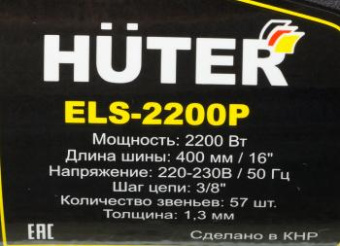 HÜTER
ELS-2200P
Мощность: 2200 Вт
Длина шины: 400 мм / 16"
Напряжение: 220-230В / 50 Гц
Шаг цепи: 3/8"
Количество звеньев: 57 шт.
Толщина: 1,3 мм
EAC Сделано в КНР